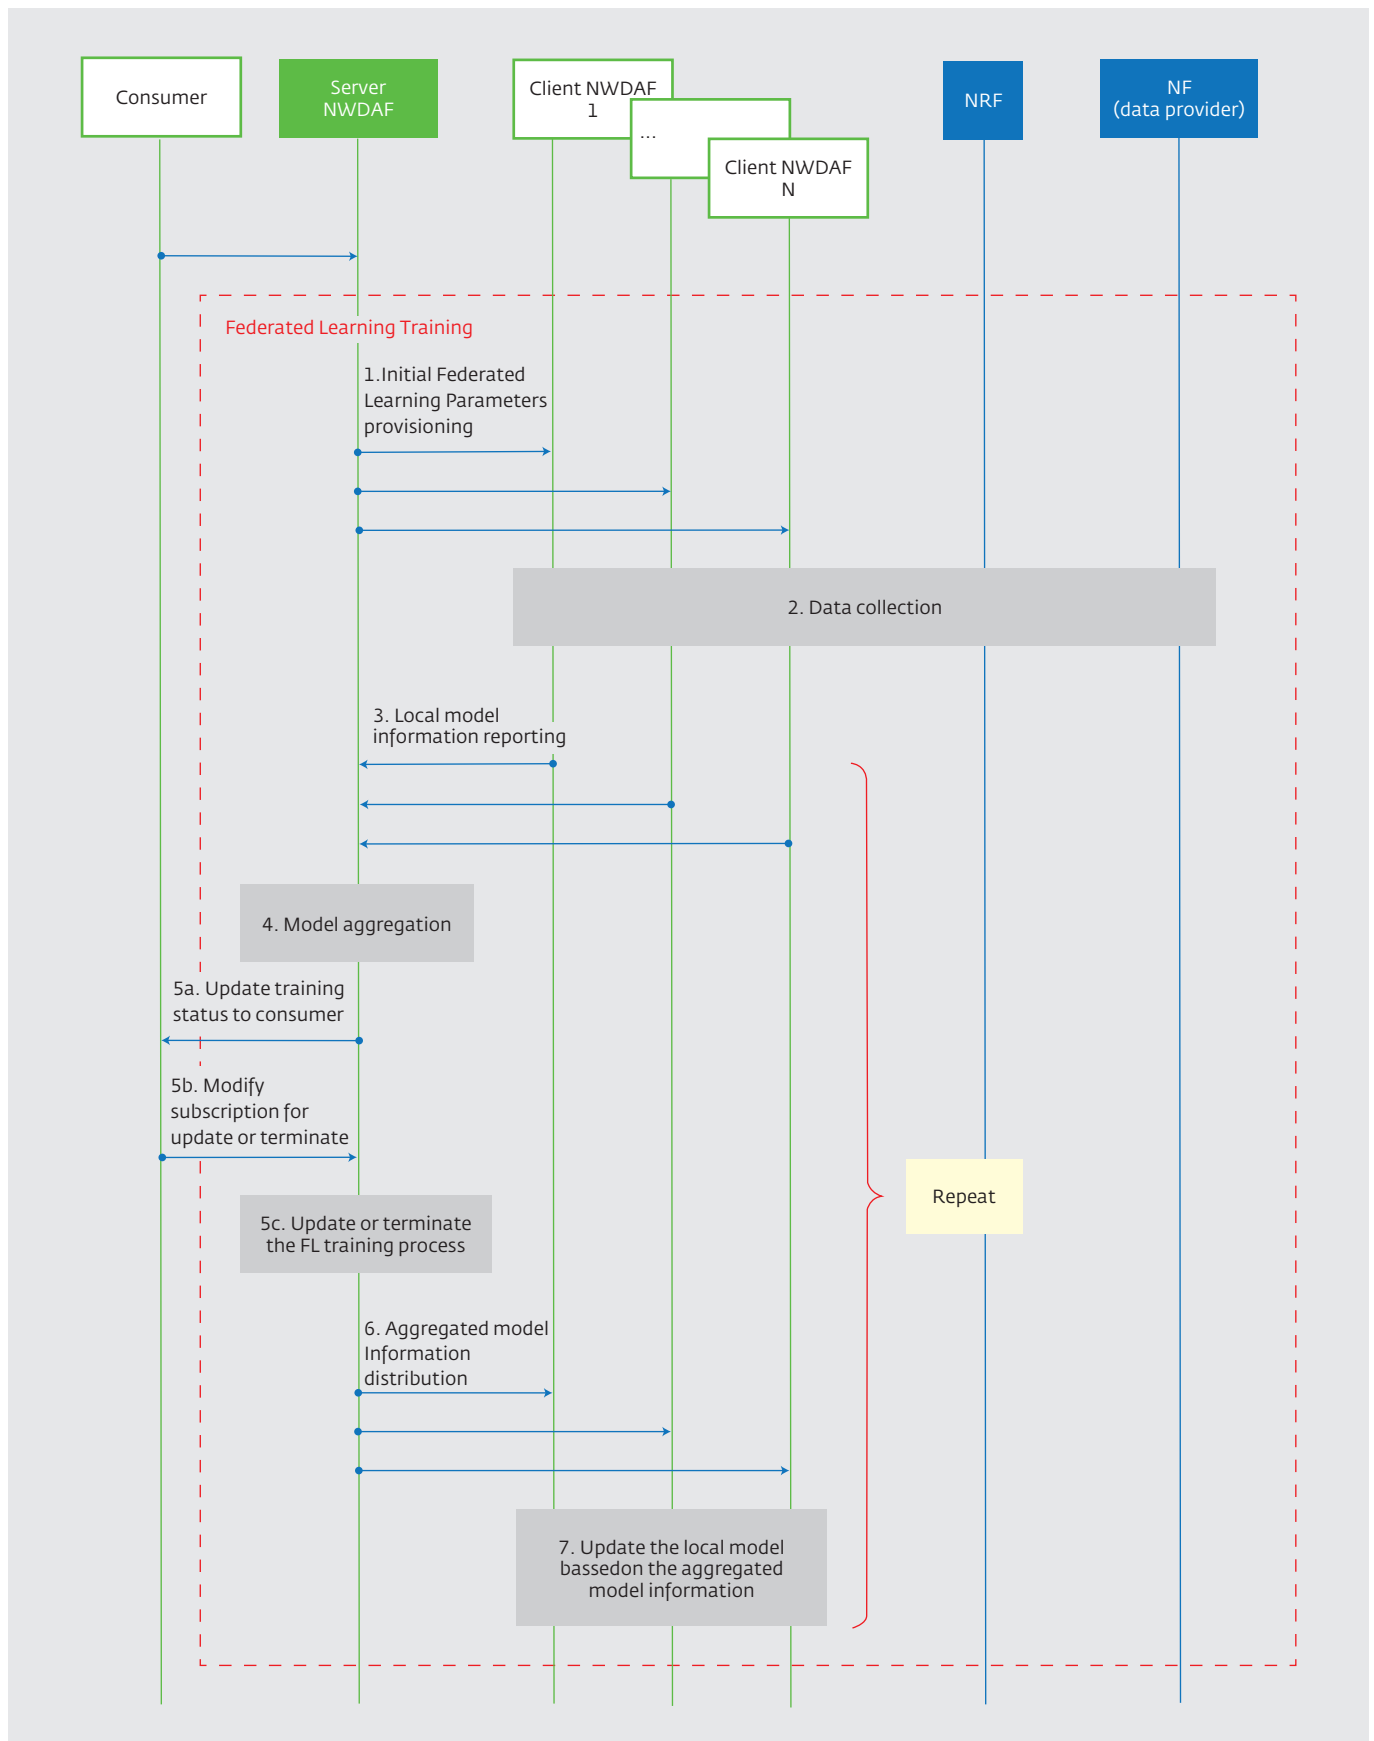 Consumer
Server
NWDAF
Client NWDAF
1
...
Client NWDAF
N
NRF
NF
(data provider)
Federated Learning Training
1.Initial Federated
Learning Parameters
provisioning
2. Data collection
3. Local model
information reporting
4. Model aggregation
5a. Update training
status to consumer
5b. Modify
subscription for
update or terminate
Repeat
5c. Update or terminate
the FL training process
6. Aggregated model
Information
distribution
7. Update the local model
bassedon the aggregated
model information